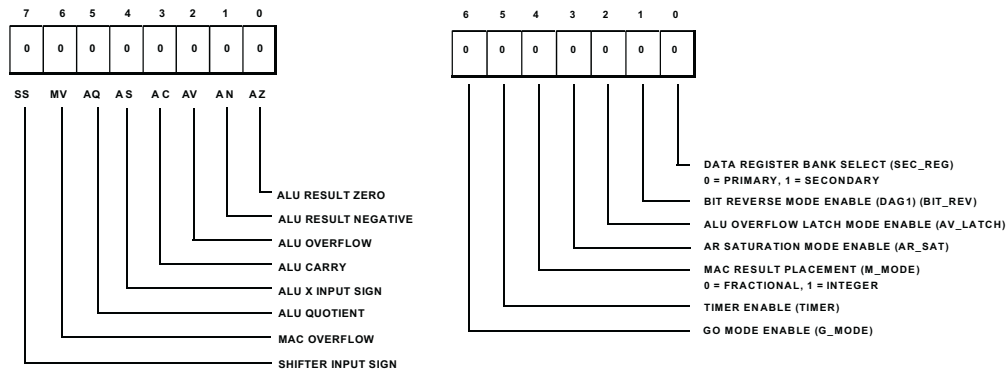 7 6 5 4 3 2 1 0
0 0 0 0 0 0 0 0
SS MV AQ AS AC AV AN AZ
ALU RESULT ZERO
ALU RESULT NEGATIVE
ALU OVERFLOW
ALU CARRY
ALU X INPUT SIGN
ALU QUOTIENT
MAC OVERFLOW
SHIFTER INPUT SIGN
6 5 4 3 2 1 0
0 0 0 0 0 0 0
DATA REGISTER BANK SELECT (SEC_REG)
0 = PRIMARY, 1 = SECONDARY
BIT REVERSE MODE ENABLE (DAG1) (BIT_REV)
ALU OVERFLOW LATCH MODE ENABLE (AV_LATCH)
AR SATURATION MODE ENABLE (AR_SAT)
MAC RESULT PLACEMENT (M_MODE)
0 = FRACTIONAL, 1 = INTEGER
TIMER ENABLE (TIMER)
GO MODE ENABLE (G_MODE)